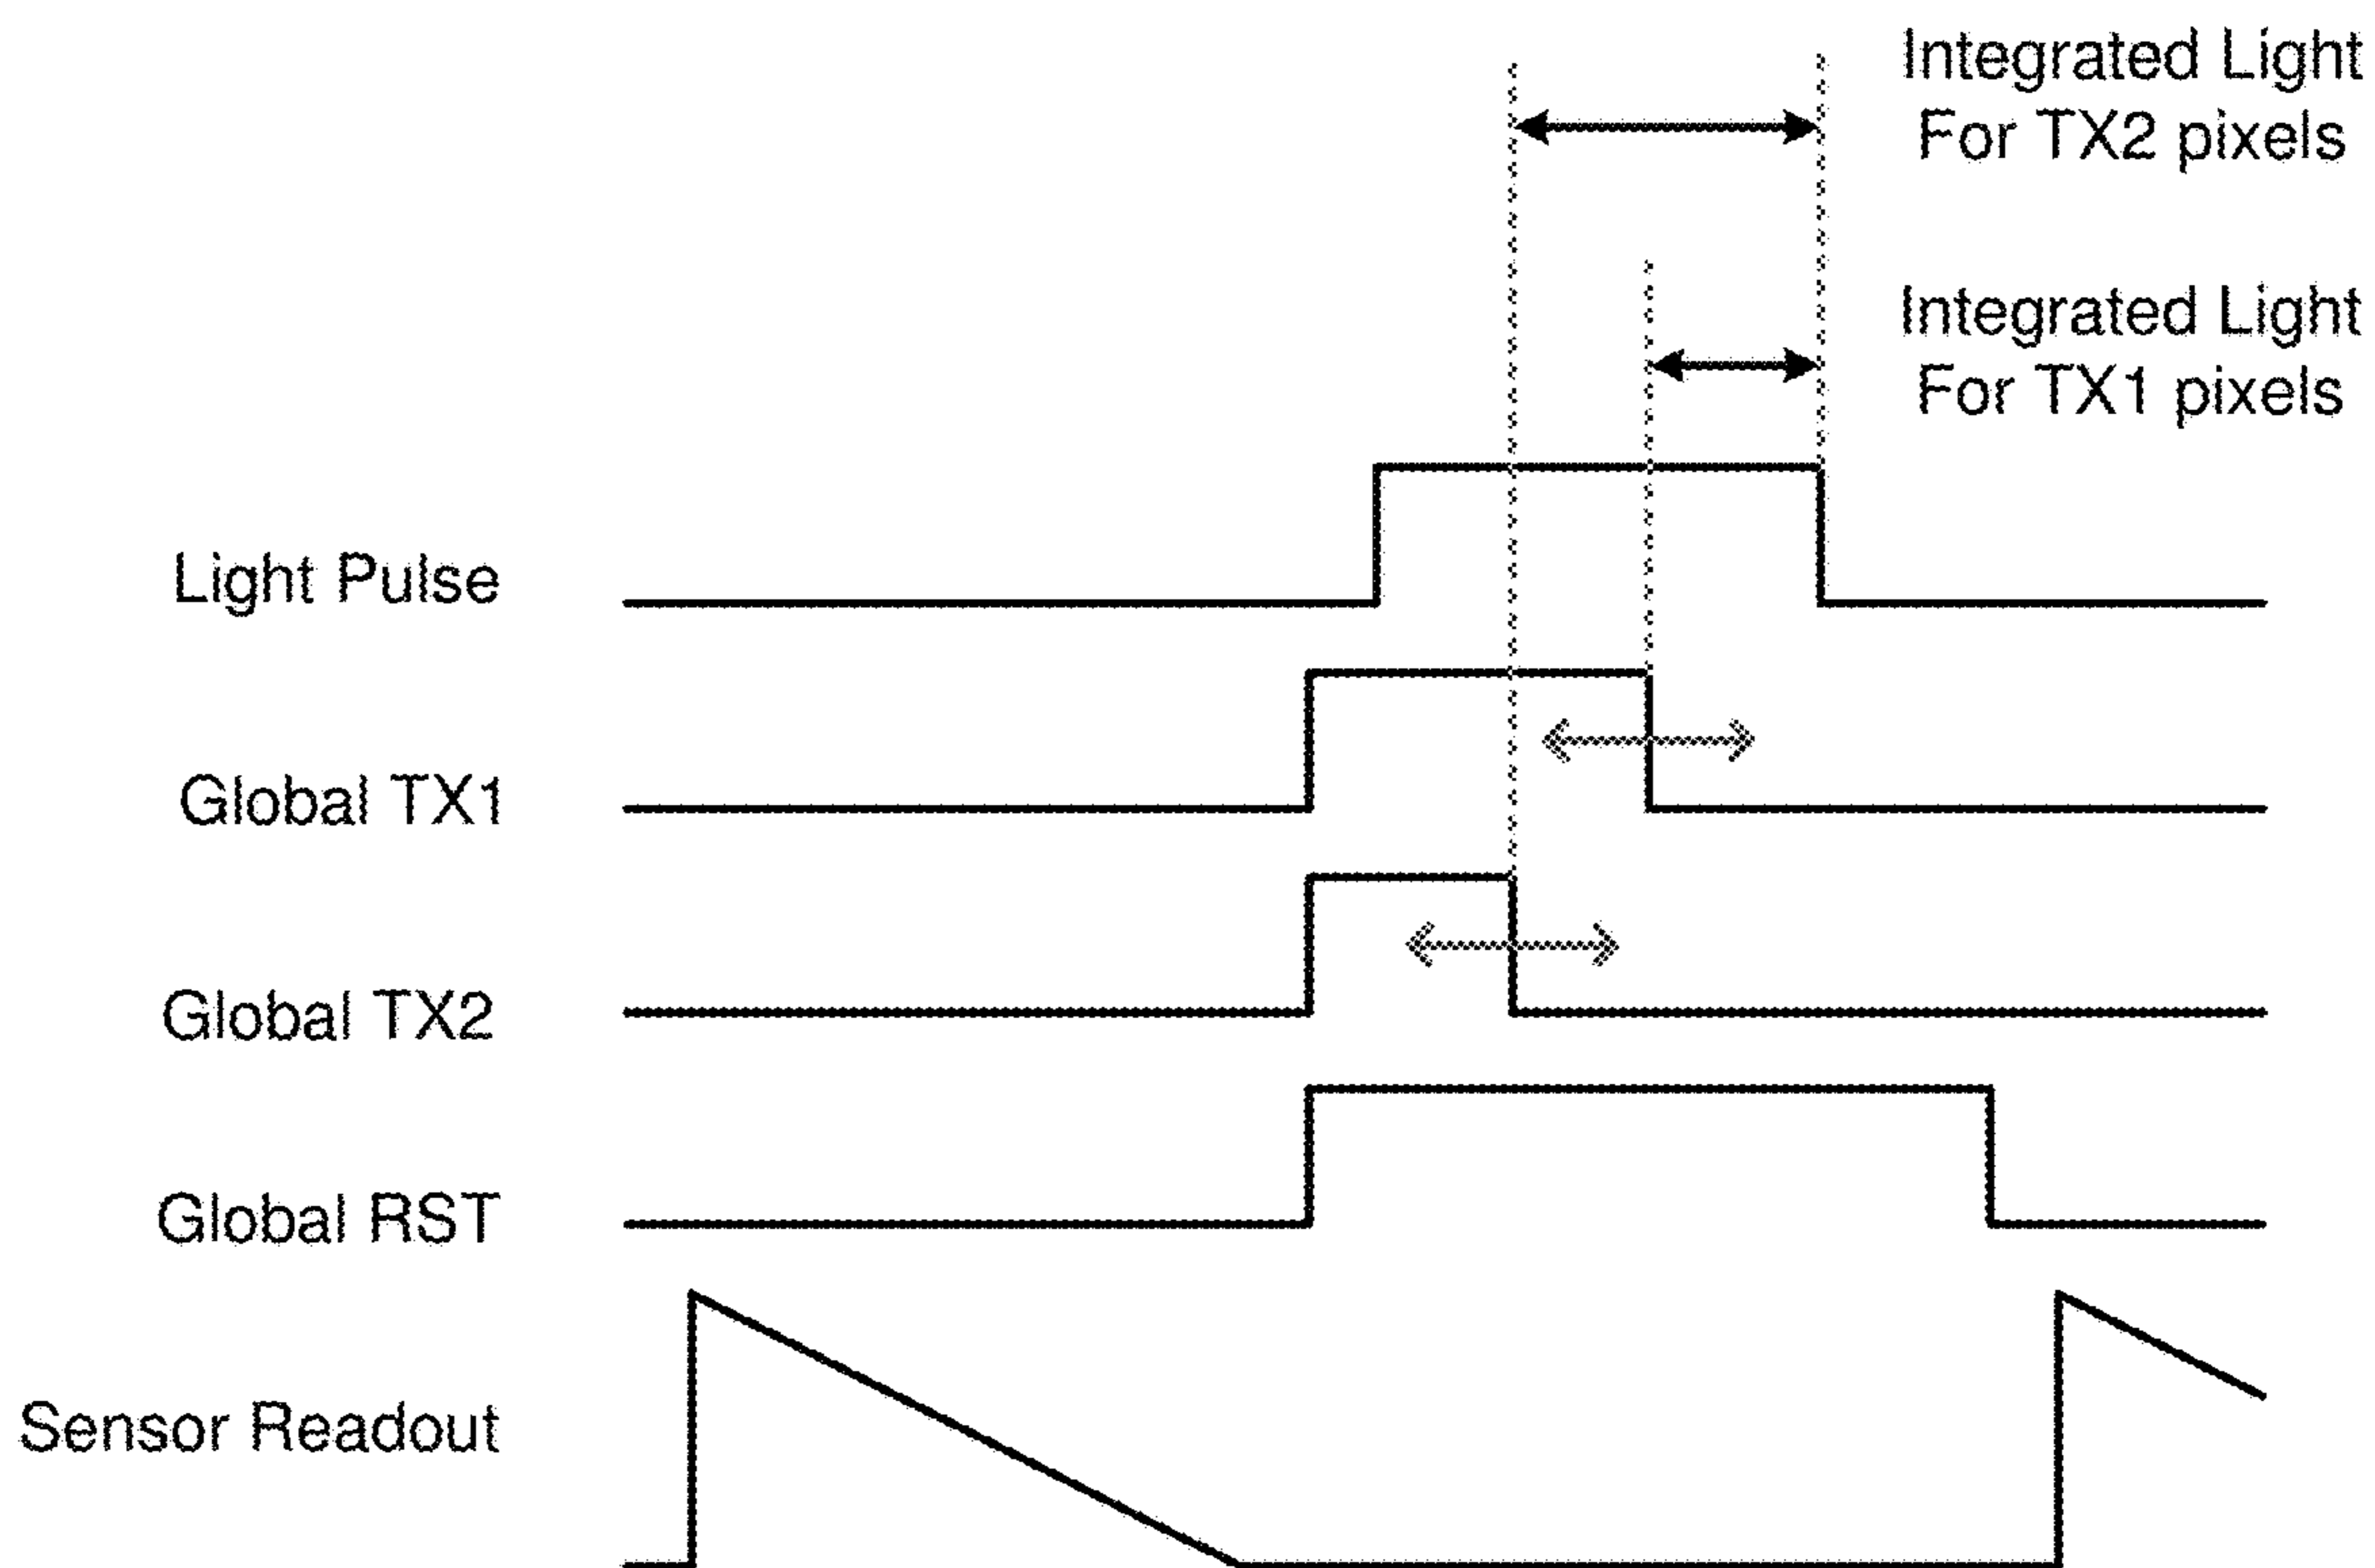 Integrated Light
For TX2 pixels
Integrated Light
For TX1 pixels
Light Pulse
Global TX1
Global TX2
Global RST
Sensor Readout